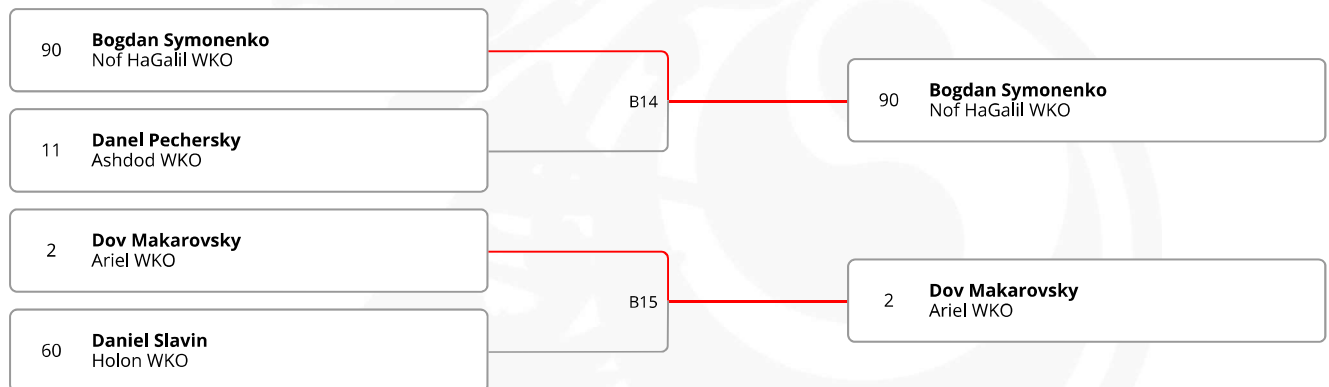 90
Bogdan Symonenko
Nof HaGalil WKO
11
Danel Pechersky
Ashdod WKO
B14
90
Bogdan Symonenko
Nof HaGalil WKO
2
Dov Makarovsky
Ariel WKO
60
Daniel Slavin
Holon WKO
B15
2
Dov Makarovsky
Ariel WKO